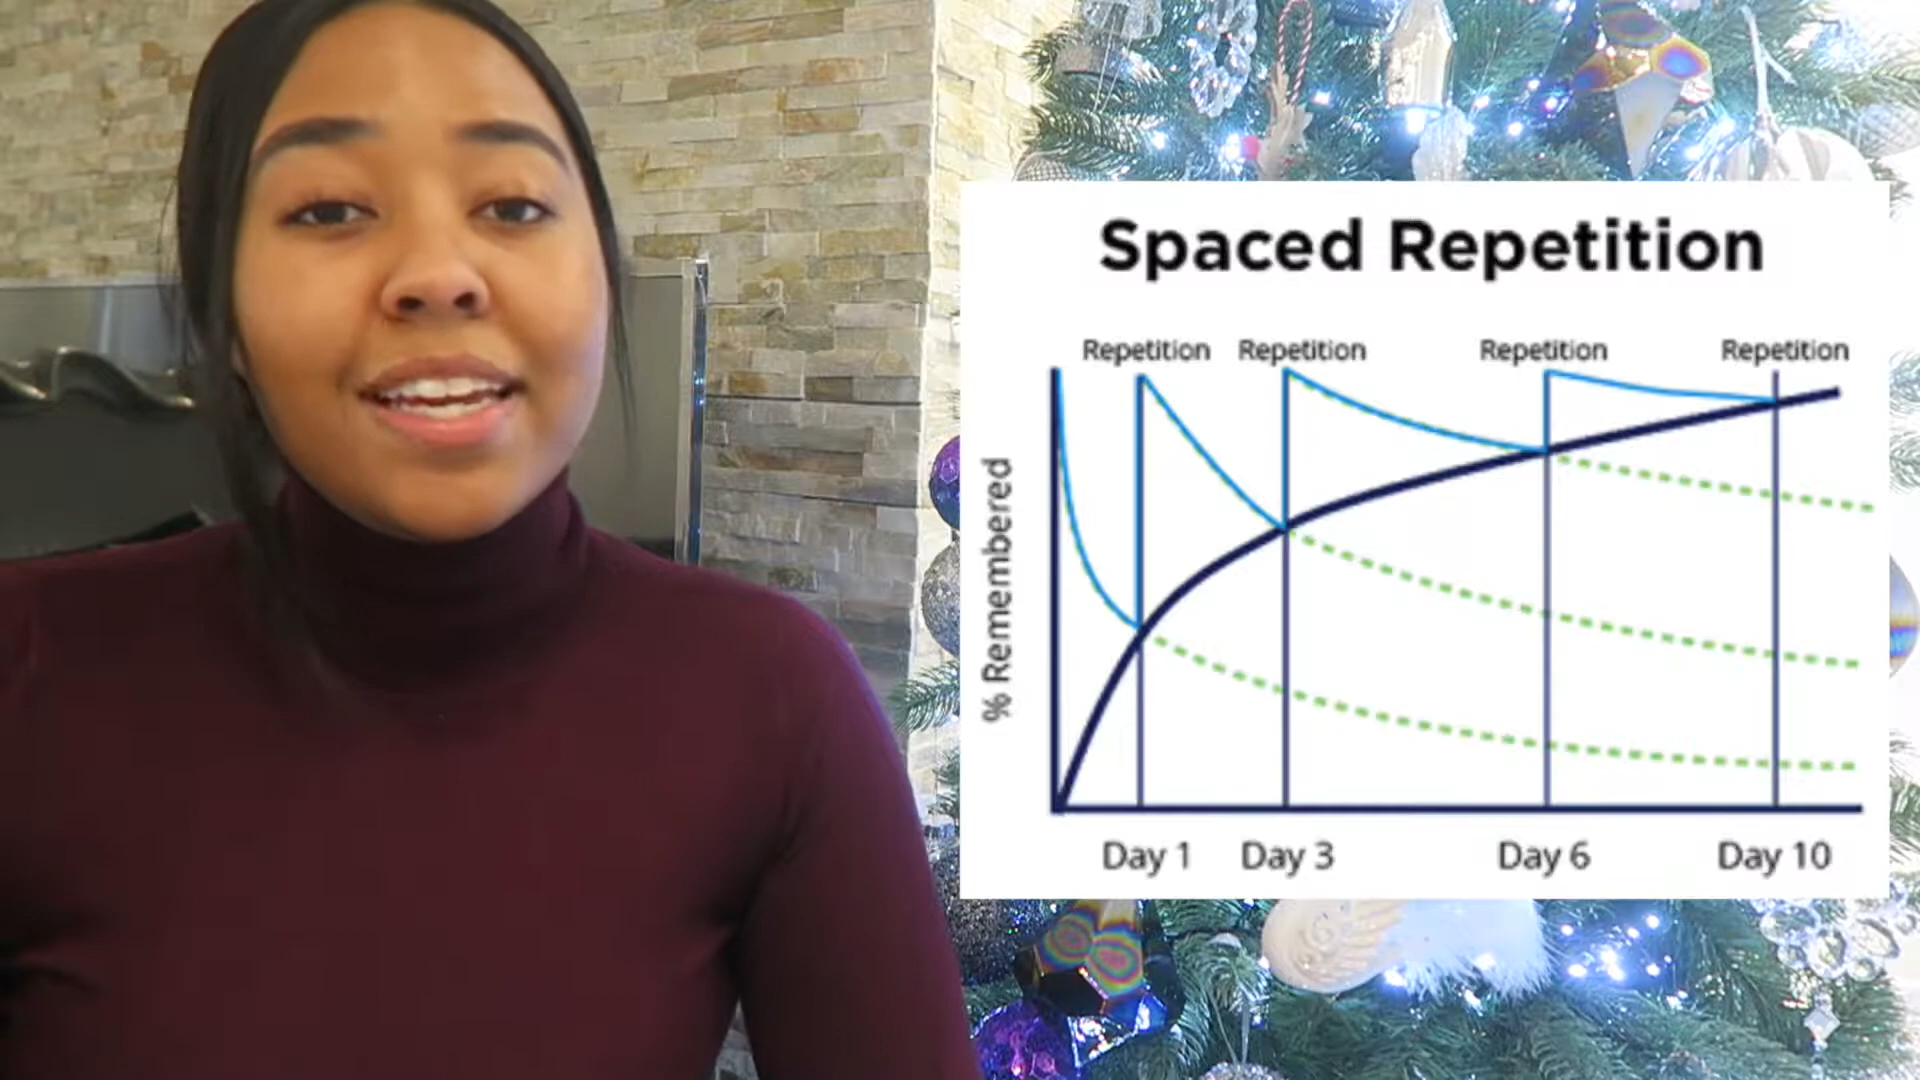 Spaced Repetition
Repetition Repetition Repetition Repetition
% Remembered
Day 1 Day 3 Day 6 Day 10